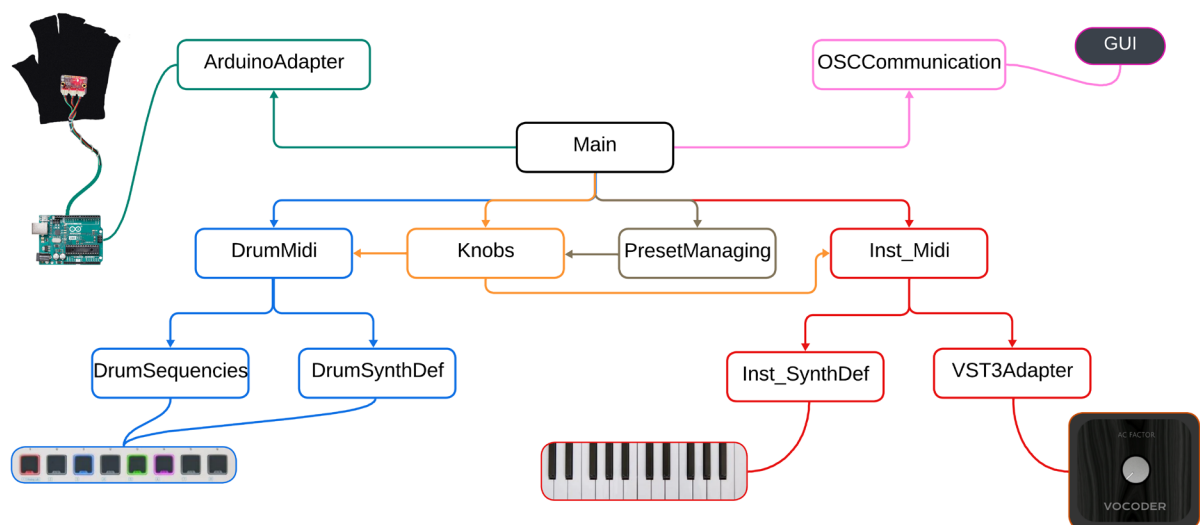 GUI
ArduinoAdapter
OSCCommunication
Main
DrumMidi
Knobs
PresetManaging
Inst_Midi
DrumSequencies
DrumSynthDef
Inst_SynthDef
VST3Adapter
AC FACTOR
VOCODER